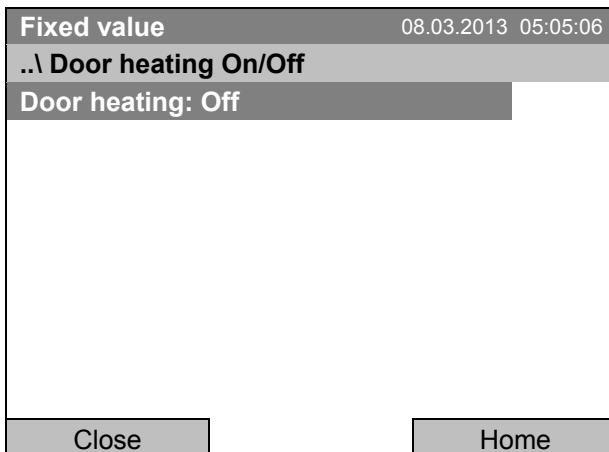 Fixed value 08.03.2013 05:05:06
..\ Door heating On/Off
Door heating: Off
Close Home